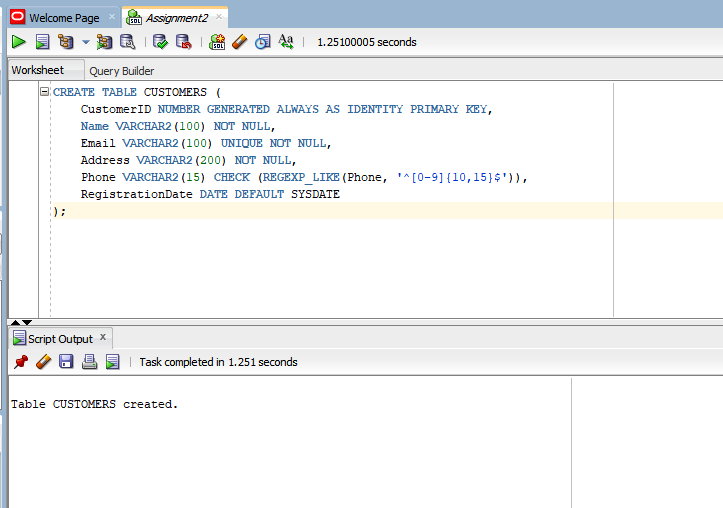 Welcome Page
Assignment2
SQL
SQL
Aa
1.25100005 seconds
Worksheet
Query Builder
CREATE TABLE CUSTOMERS (
    CustomerID NUMBER GENERATED ALWAYS AS IDENTITY PRIMARY KEY,
    Name VARCHAR2(100) NOT NULL,
    Email VARCHAR2(100) UNIQUE NOT NULL,
    Address VARCHAR2(200) NOT NULL,
    Phone VARCHAR2(15) CHECK (REGEXP_LIKE(Phone, '^[0-9]{10,15}$')),
    RegistrationDate DATE DEFAULT SYSDATE
);
Script Output
Task completed in 1.251 seconds
Table CUSTOMERS created.